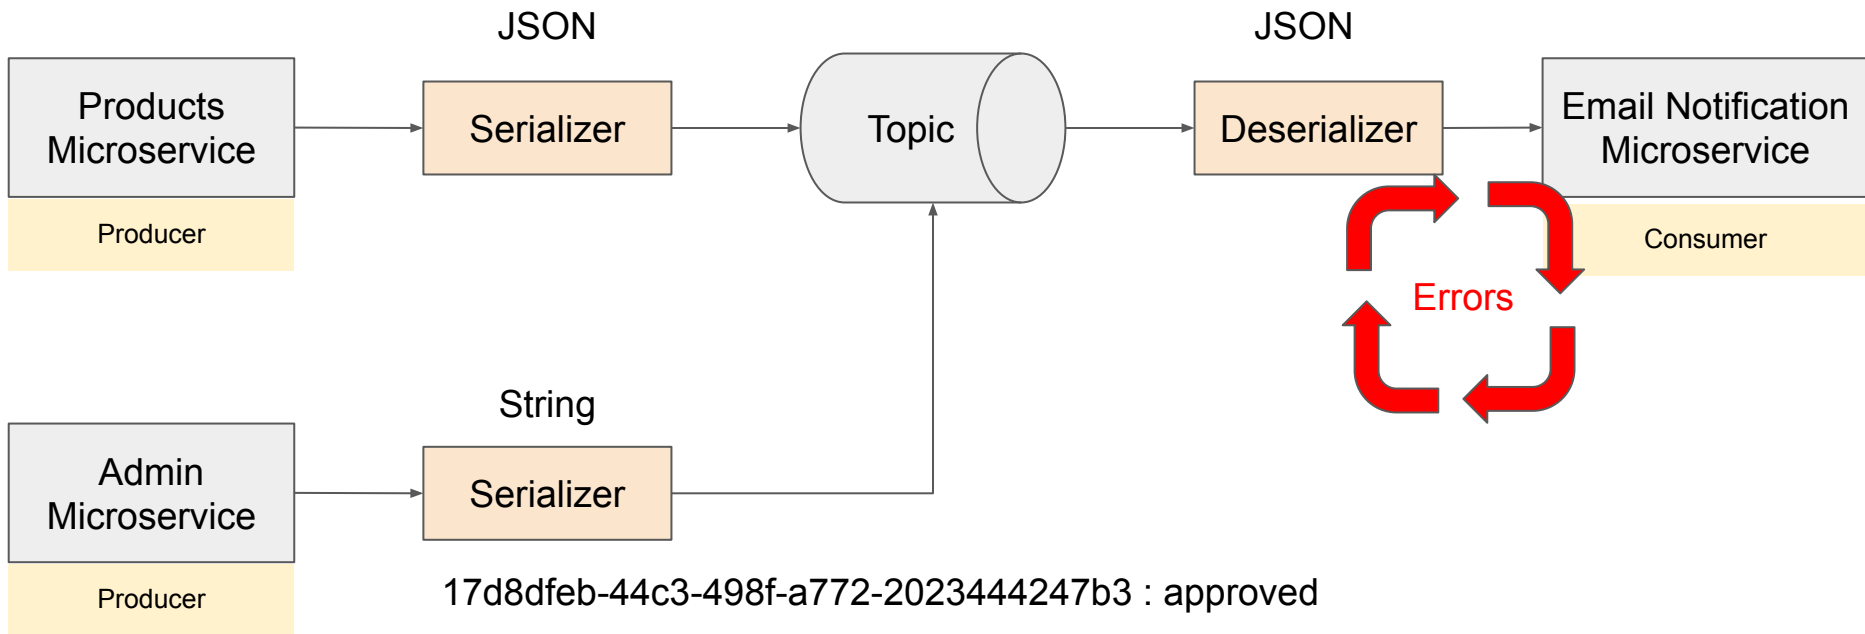 JSON
JSON
Products
Microservice
Serializer
Topic
Deserializer
Email Notification
Microservice
Producer
Consumer
Errors
String
Admin
Microservice
Serializer
Producer
17d8dfeb-44c3-498f-a772-2023444247b3 : approved